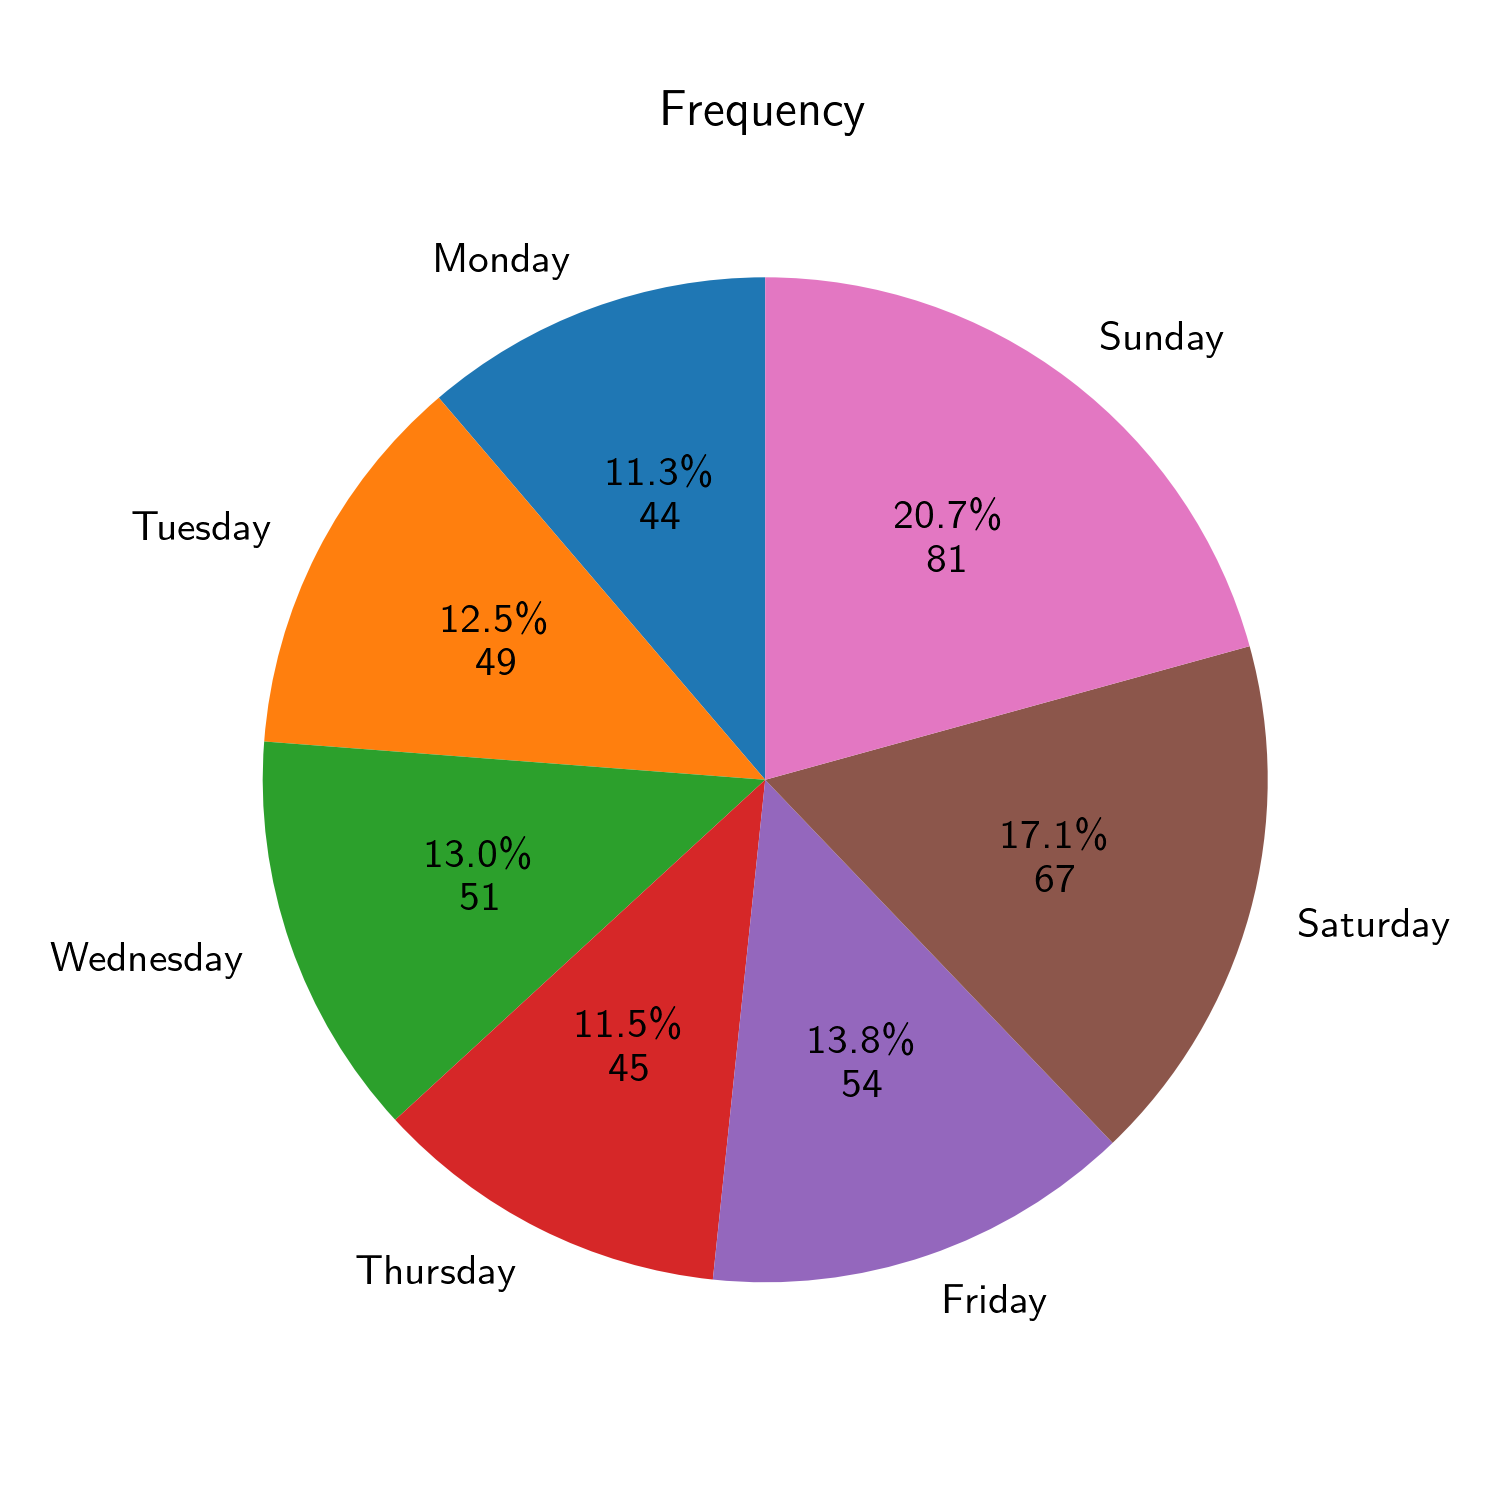 Frequency
Monday
11.3%
44
Tuesday
12.5%
49
Wednesday
13.0%
51
Thursday
11.5%
45
Friday
13.8%
54
Saturday
17.1%
67
Sunday
20.7%
81